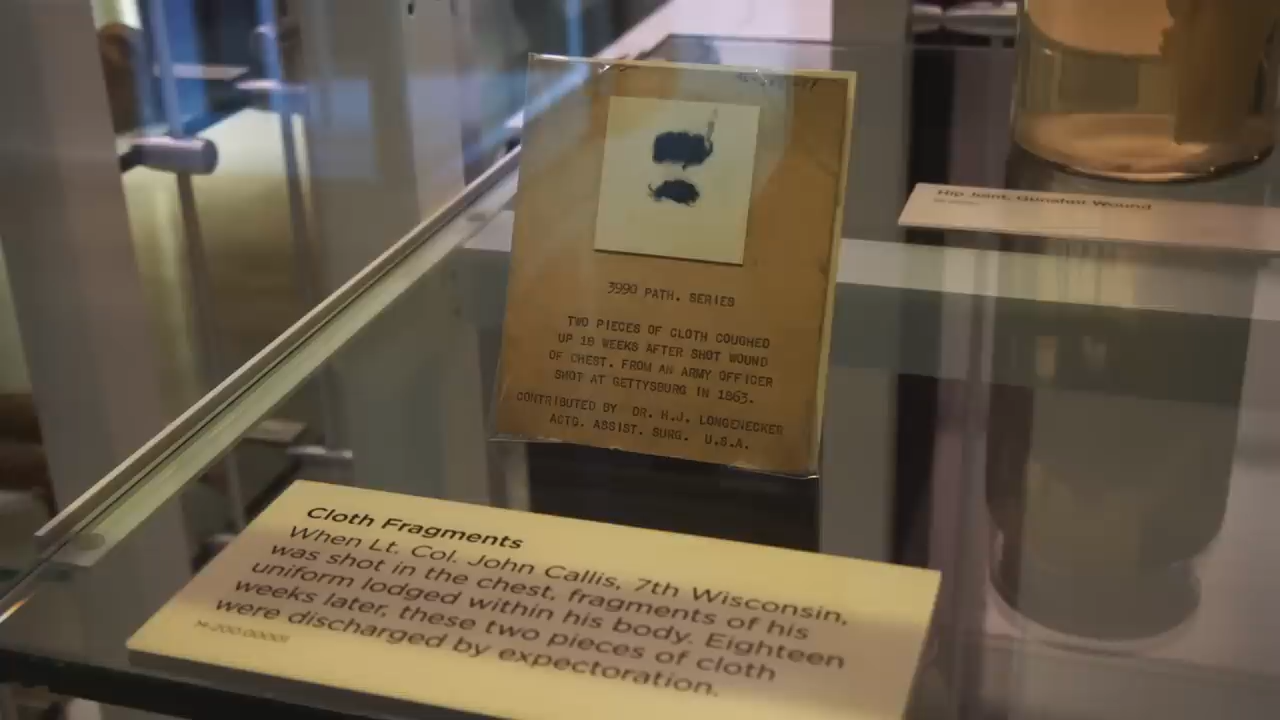 3990 PATH. SERIES
TWO PIECES OF CLOTH COUGHED
UP 18 WEEKS AFTER SHOT WOUND
OF CHEST. FROM AN ARMY OFFICER
SHOT AT GETTYSBURG IN 1863.
CONTRIBUTED BY DR. H.J. LONGENECKER
ACTG. ASSIST. SURG. U.S.A.
Hip Joint, Gunshot Wound
Cloth Fragments
When Lt. Col. John Callis, 7th Wisconsin,
was shot in the chest, fragments of his
uniform lodged within his body. Eighteen
weeks later, these two pieces of cloth
were discharged by expectoration.